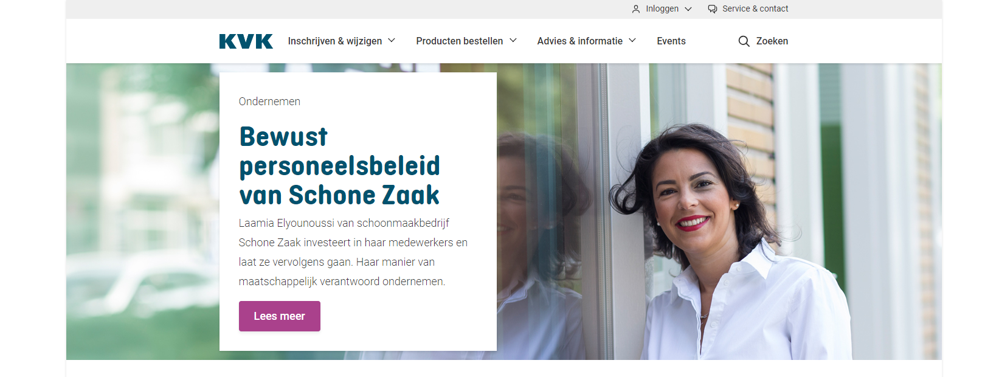 Inloggen
Service & contact
KVK
Inschrijven & wijzigen
Producten bestellen
Advies & informatie
Events
Zoeken
Ondernemen
Bewust
personeelsbeleid
van Schone Zaak
Laamia Elyounoussi van schoonmaakbedrijf
Schone Zaak investeert in haar medewerkers en
laat ze vervolgens gaan. Haar manier van
maatschappelijk verantwoord ondernemen.
Lees meer